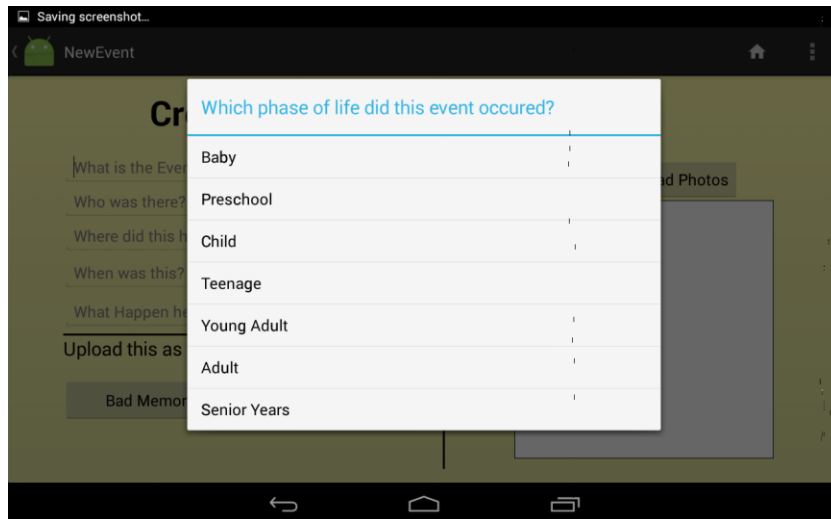 Saving screenshot...
NewEvent
Cr
Which phase of life did this event occured?
Baby
Preschool
Child
Teenage
Young Adult
Adult
Senior Years
What is the Eve
Who was there?
Where did this h
When was this?
What Happen he
Upload this as
Bad Memor
ad Photos